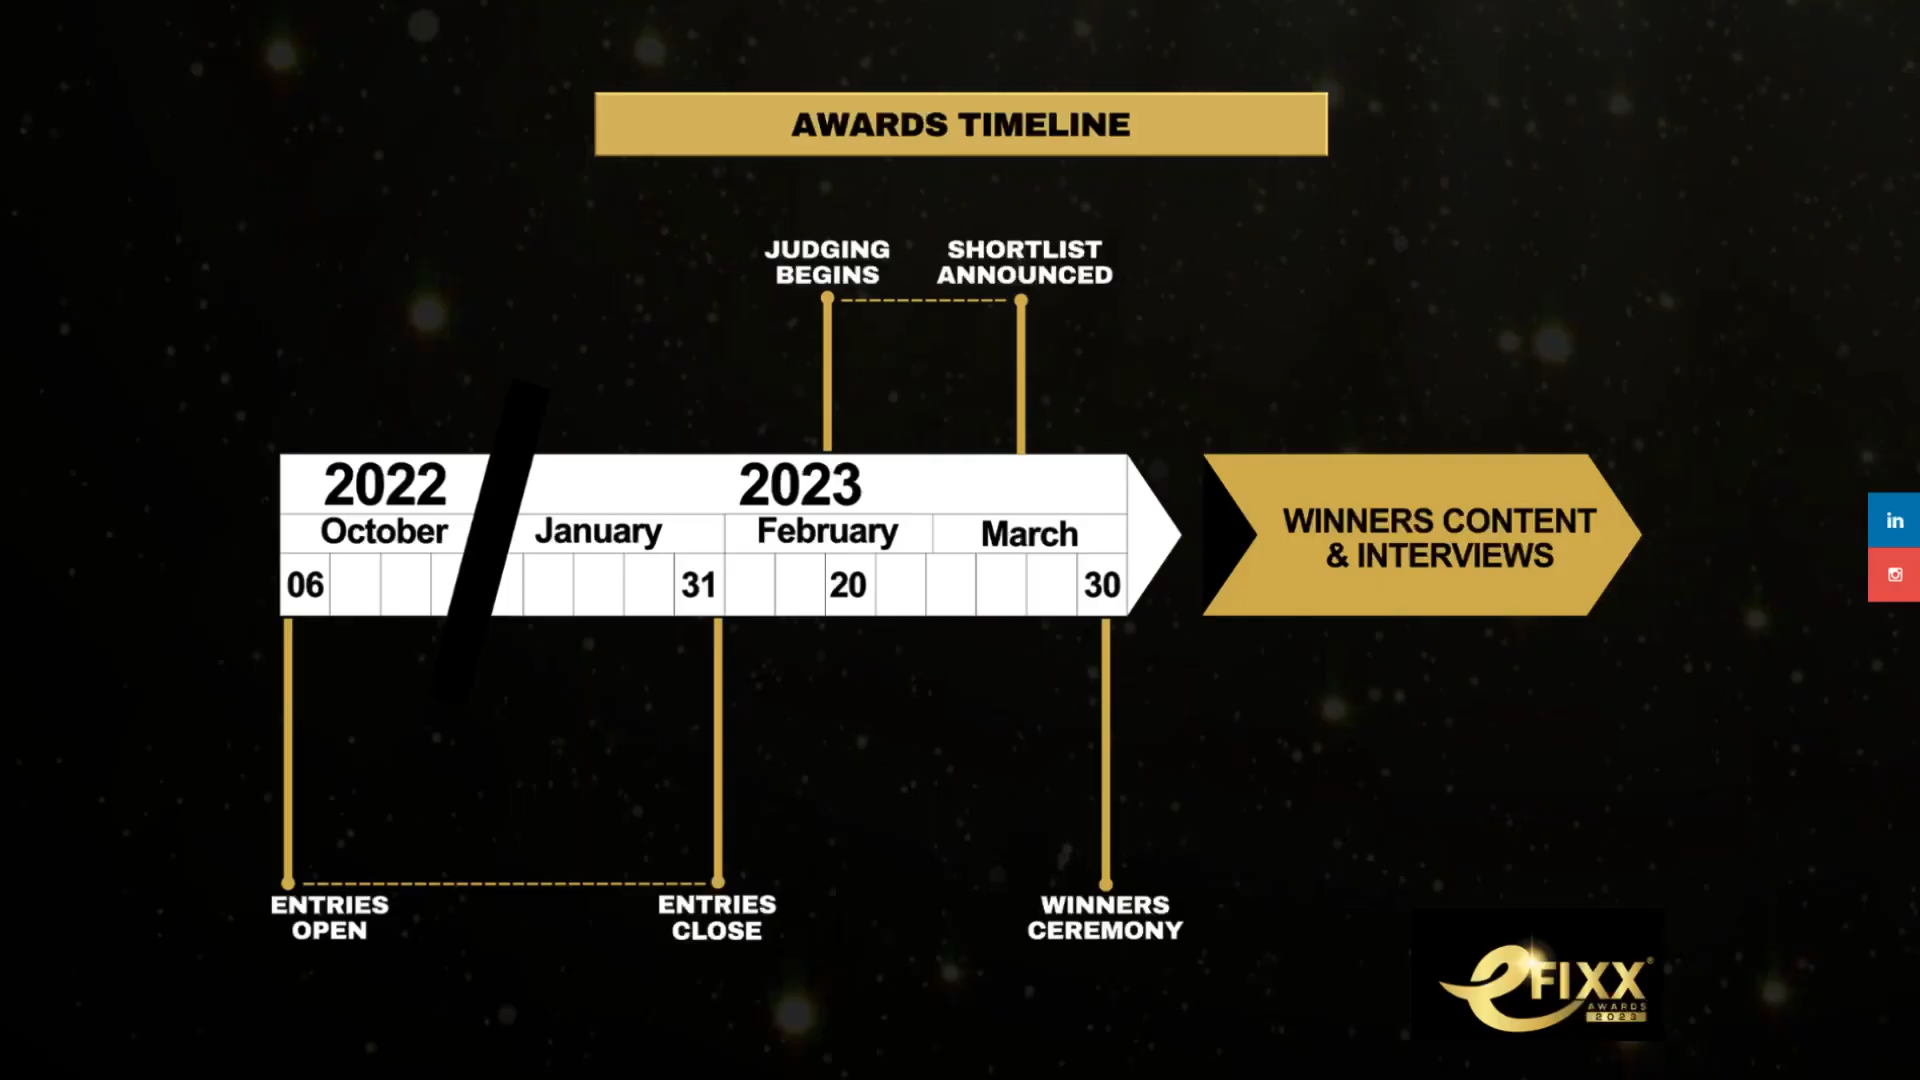 AWARDS TIMELINE
JUDGING
BEGINS
SHORTLIST
ANNOUNCED
2022
2023
October
January
February
March
06
31
20
30
WINNERS CONTENT
& INTERVIEWS
in
ENTRIES
OPEN
ENTRIES
CLOSE
WINNERS
CEREMONY
eFIXX®
AWARDS
2023